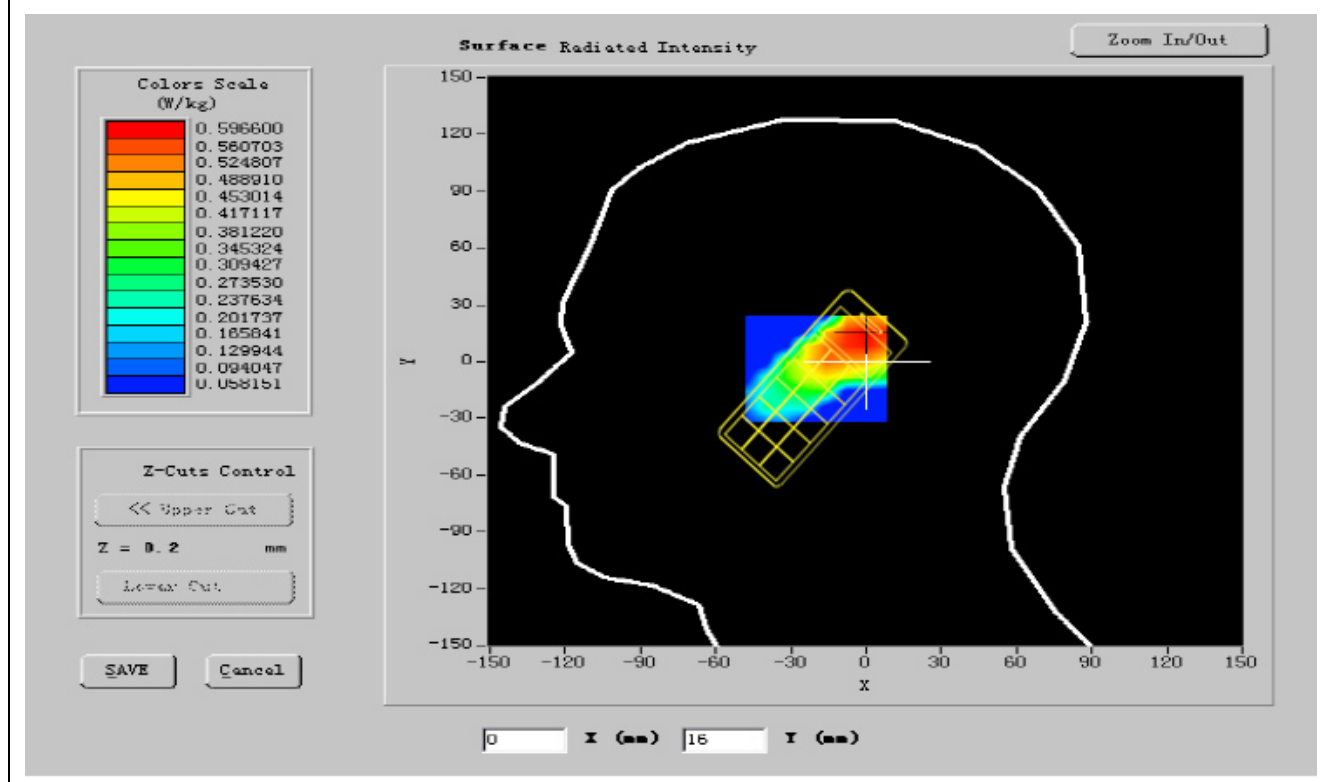 Surface Radiated Intensity
Zoom In/Out
Colors Scale
(W/kg)
0.596600
0.560703
0.524807
0.488910
0.453014
0.417117
0.381220
0.345324
0.309427
0.273530
0.237634
0.201737
0.165841
0.129944
0.094047
0.058151
Z-Cuts Control
<< Upper Cut
Z = 0.2 mm
Lower Cut
SAVE
Cancel
150
120
90
60
30
0
-30
-60
-90
-120
-150
Y
-150 -120 -90 -60 -30 0 30 60 90 120 150
X
0 X (mm) 16 Y (mm)